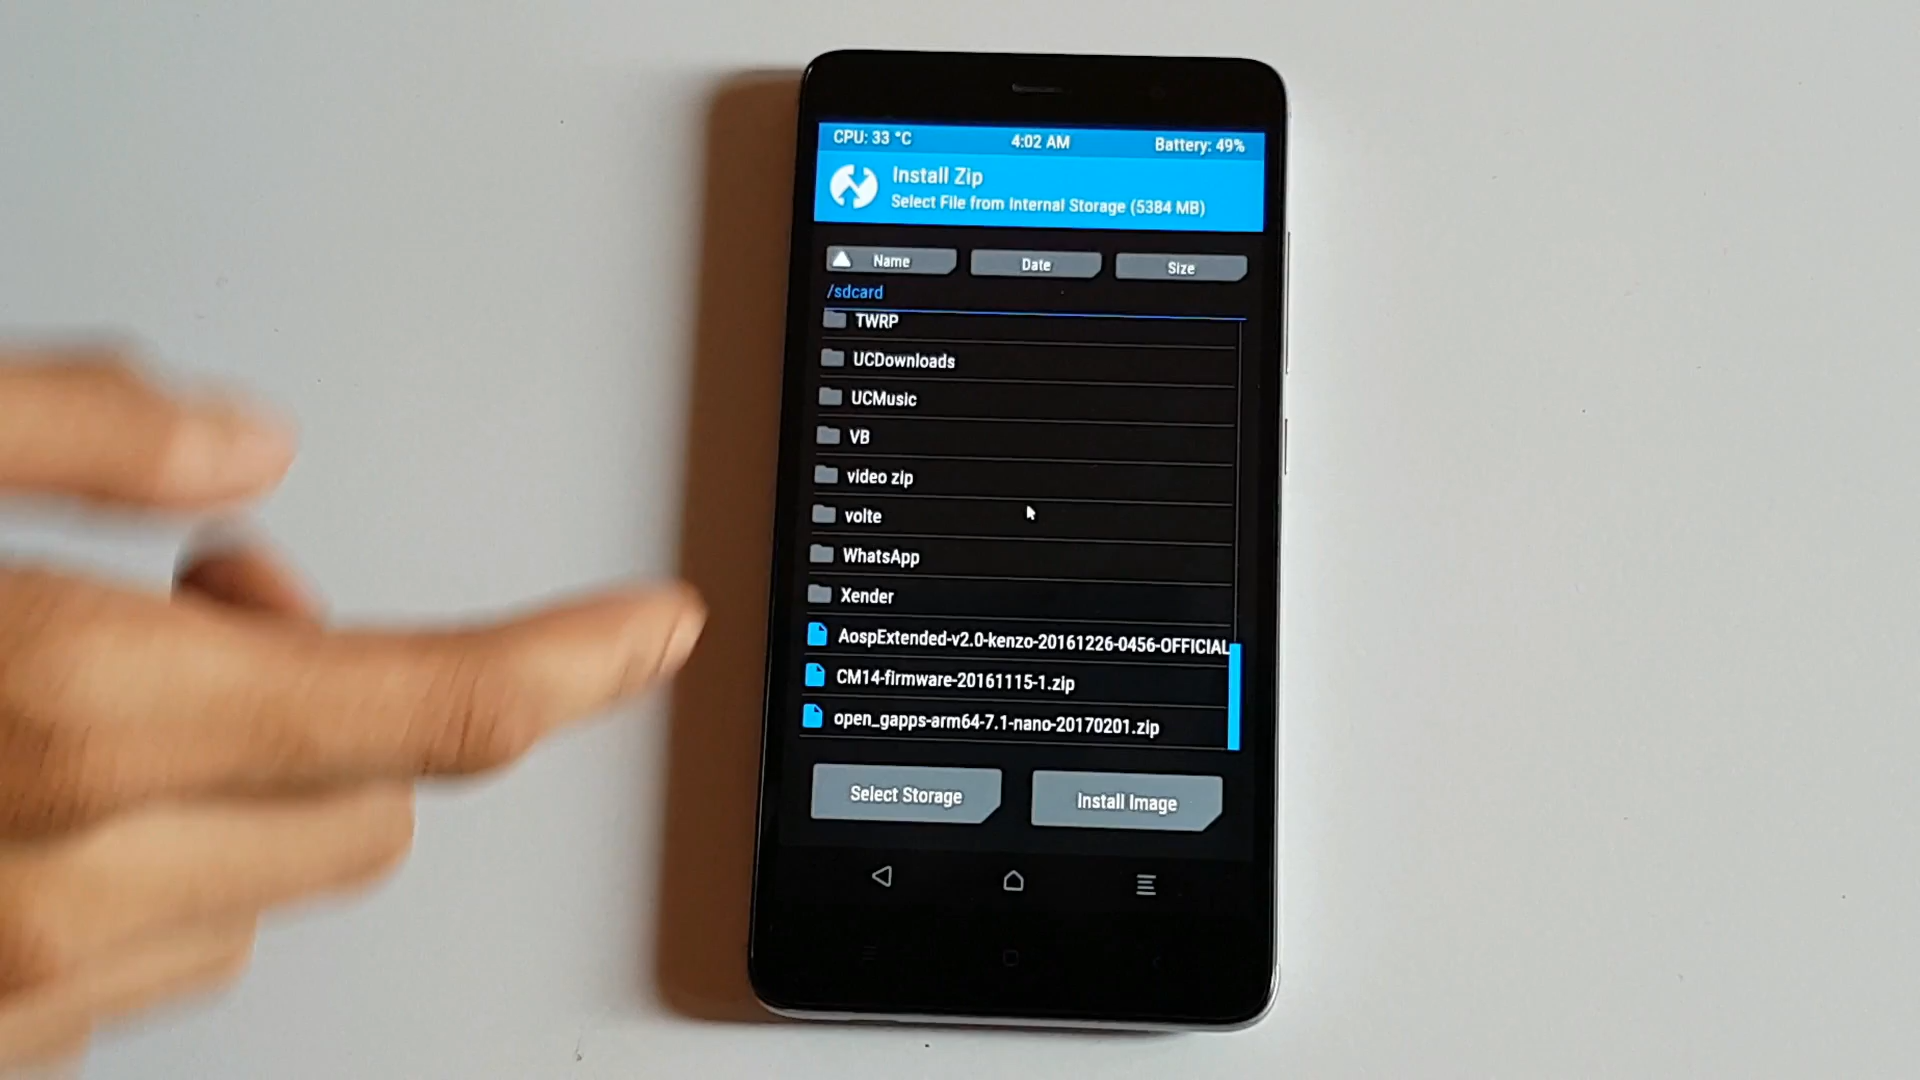 CPU: 33 °C 4:02 AM Battery: 49%
Install Zip
Select File from Internal Storage (5384 MB)
Name Date Size
/sdcard
TWRP
UCDownloads
UCMusic
VB
video zip
volte
WhatsApp
Xender
AospExtended-v2.0-kenzo-20161226-0456-OFFICIAL
CM14-firmware-20161115-1.zip
open_gapps-arm64-7.1-nano-20170201.zip
Select Storage Install Image